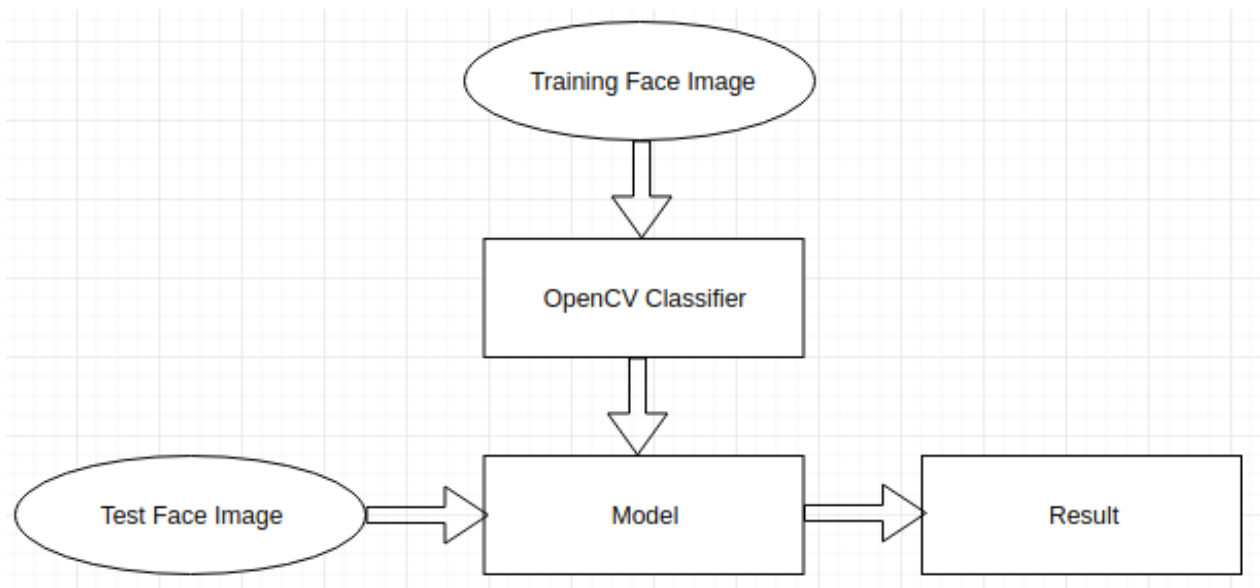 Training Face Image
OpenCV Classifier
Test Face Image
Model
Result